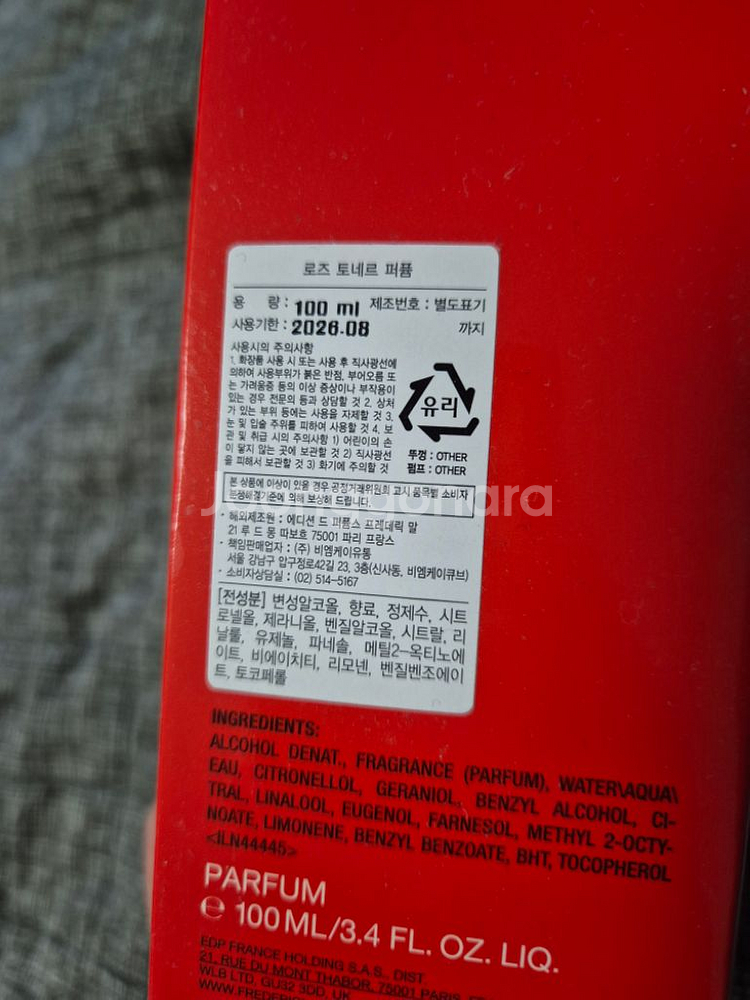 로즈 토네르 퍼퓸
용 량 : 100 ml 제조번호 : 별도표기
사용기한 : 2026.08 까지
사용시의 주의사항
1. 화장품 사용 시 또는 사용 후 직사광선에
의하여 사용부위가 붉은 반점, 부어오름 또
는 가려움증 등의 이상 증상이나 부작용이
있는 경우 전문의 등과 상담할 것 2. 상처
가 있는 부위 등에는 사용을 자제할 것 3.
눈 및 입술 주위를 피하여 사용할 것 4. 보
관 및 취급 시의 주의사항 1) 어린이의 손
이 닿지 않는 곳에 보관할 것 2) 직사광선
을 피해서 보관할 것 3) 화기에 주의할 것
유리
뚜껑 : OTHER
펌프 : OTHER
본 상품에 이상이 있을 경우 공정거래위원회 고시 품목별 소비자
분쟁해결기준에 의해 보상해 드립니다.
- 해외제조원 : 에디션 드 퍼퓸스 프레데릭 말
21 루 드 몽 따보흐 75001 파리 프랑스
- 책임판매업자 : (주) 비엠케이유통
서울 강남구 압구정로42길 23, 3층(신사동, 비엠케이큐브)
- 소비자상담실 : (02) 514-5167
[전성분] 변성알코올, 향료, 정제수, 시트
로넬올, 제라니올, 벤질알코올, 시트랄, 리
날룰, 유제놀, 파네솔, 메틸2-옥티노에
이트, 비에이치티, 리모넨, 벤질벤조에이
트, 토코페롤
INGREDIENTS:
ALCOHOL DENAT., FRAGRANCE (PARFUM), WATER\AQUA\
EAU, CITRONELLOL, GERANIOL, BENZYL ALCOHOL, CI-
TRAL, LINALOOL, EUGENOL, FARNESOL, METHYL 2-OCTY-
NOATE, LIMONENE, BENZYL BENZOATE, BHT, TOCOPHEROL
<ILN44445>
PARFUM
℮ 100 ML/3.4 FL. OZ. LIQ.
EDP FRANCE HOLDING S.A.S., DIST
21, RUE DU MONT THABOR, 75001 PARIS,
WLB LTD, GU32 3DD, UK